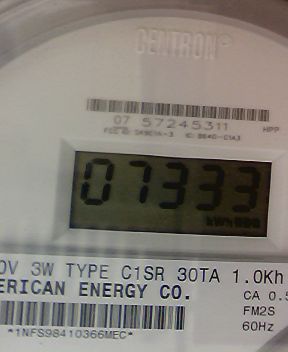 CENTRON®
07 57245311
HPP
07333
kWh
0V 3W TYPE C1SR 30TA 1.0Kh
ERICAN ENERGY CO.
CA 0.5
FM2S
60Hz
*1NFS98410366MEC*